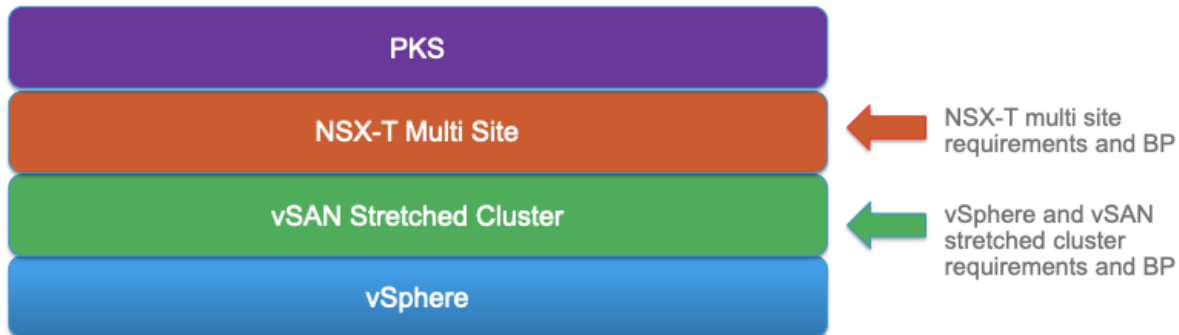 PKS
NSX-T Multi Site
NSX-T multi site
requirements and BP
vSAN Stretched Cluster
vSphere and vSAN
stretched cluster
requirements and BP
vSphere